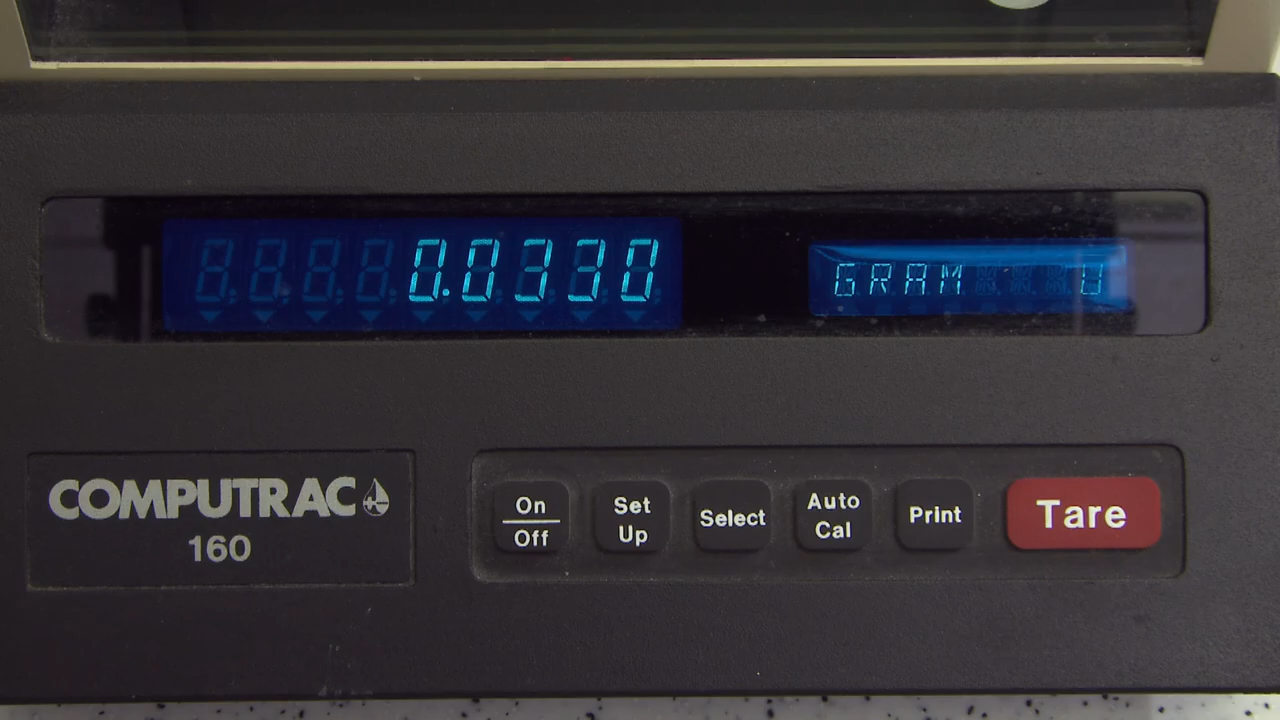 0.0330 GRAM
COMPUTRAC
160
On
Off
Set
Up
Select
Auto
Cal
Print
Tare